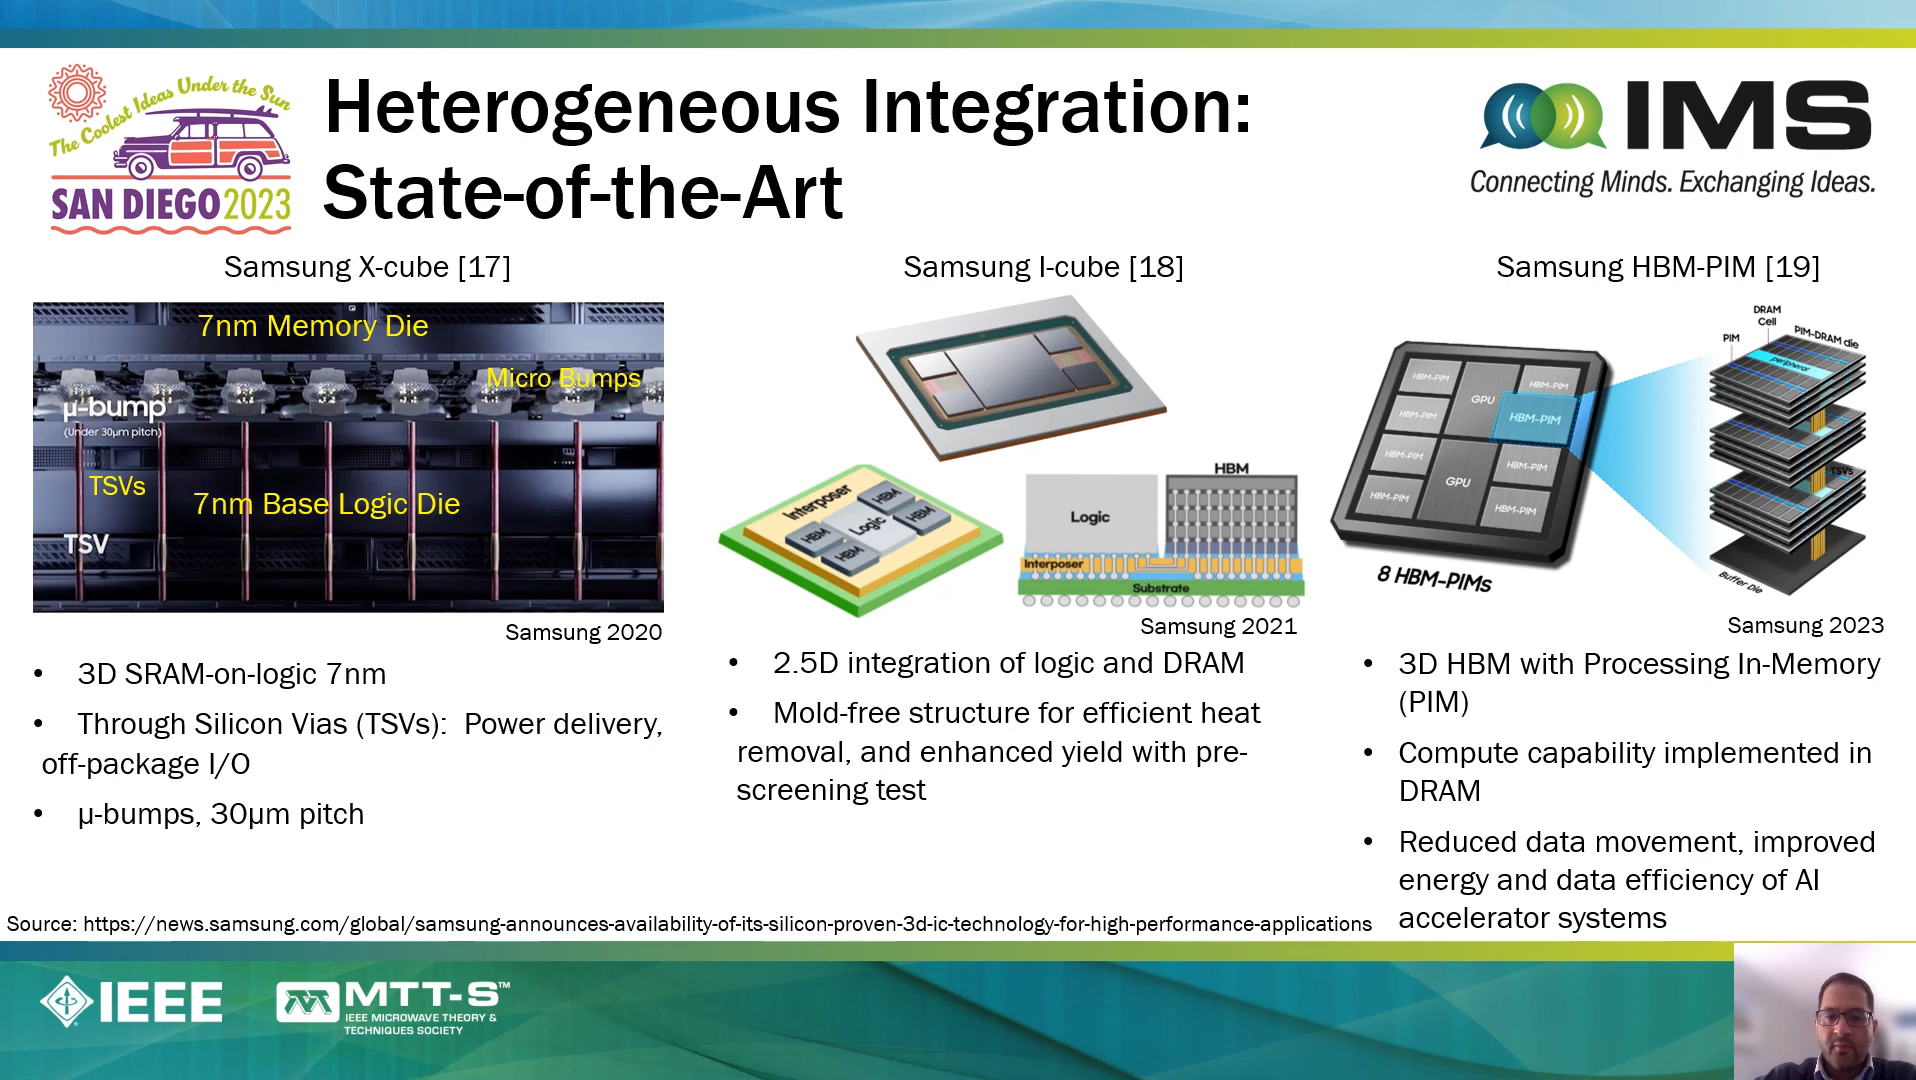 The Coolest Ideas Under the Sun
SAN DIEGO 2023
Heterogeneous Integration:
State-of-the-Art
IMS
Connecting Minds. Exchanging Ideas.
Samsung X-cube [17]
7nm Memory Die
Micro Bumps
μ-bump
(Under 30μm pitch)
TSVs
7nm Base Logic Die
TSV
Samsung 2020
• 3D SRAM-on-logic 7nm
• Through Silicon Vias (TSVs): Power delivery,
off-package I/O
• μ-bumps, 30μm pitch
Samsung I-cube [18]
Interposer
HBM
Logic
HBM
HBM
HBM
HBM
Logic
Interposer
Substrate
Samsung 2021
• 2.5D integration of logic and DRAM
• Mold-free structure for efficient heat
removal, and enhanced yield with pre-
screening test
Samsung HBM-PIM [19]
HBM-PIM
HBM-PIM
GPU
HBM-PIM
HBM-PIM
HBM-PIM
HBM-PIM
GPU
HBM-PIM
HBM-PIM
8 HBM-PIMs
DRAM
Cell
PIM
PIM-DRAM die
peripheral
TSVs
Buffer Die
Samsung 2023
• 3D HBM with Processing In-Memory
(PIM)
• Compute capability implemented in
DRAM
• Reduced data movement, improved
energy and data efficiency of AI
accelerator systems
Source: https://news.samsung.com/global/samsung-announces-availability-of-its-silicon-proven-3d-ic-technology-for-high-performance-applications
IEEE
MTT-S™
IEEE MICROWAVE THEORY &
TECHNIQUES SOCIETY